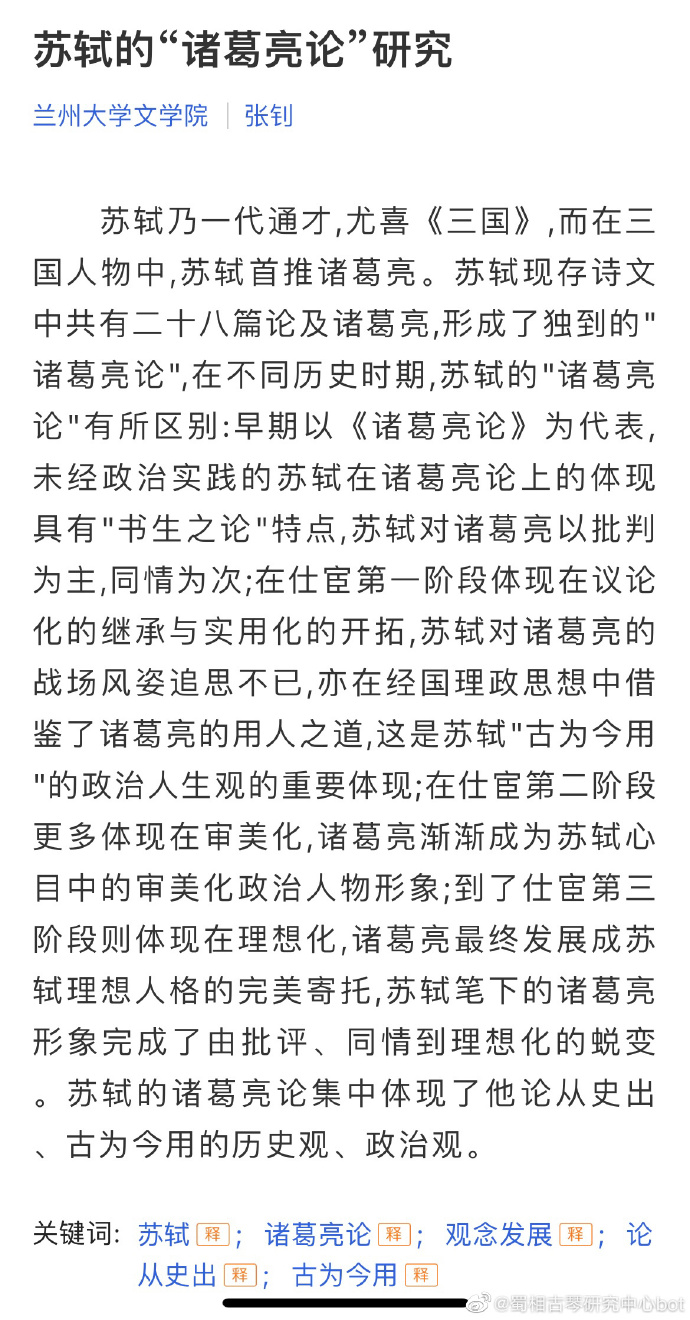 苏轼的“诸葛亮论”研究
兰州大学文学院 张钊
苏轼乃一代通才,尤喜《三国》,而在三
国人物中,苏轼首推诸葛亮。苏轼现存诗文
中共有二十八篇论及诸葛亮,形成了独到的"
诸葛亮论",在不同历史时期,苏轼的"诸葛亮
论"有所区别:早期以《诸葛亮论》为代表,
未经政治实践的苏轼在诸葛亮论上的体现
具有"书生之论"特点,苏轼对诸葛亮以批判
为主,同情为次;在仕宦第一阶段体现在议论
化的继承与实用化的开拓,苏轼对诸葛亮的
战场风姿追思不已,亦在经国理政思想中借
鉴了诸葛亮的用人之道,这是苏轼"古为今用
"的政治人生观的重要体现;在仕宦第二阶段
更多体现在审美化,诸葛亮渐渐成为苏轼心
目中的审美化政治人物形象;到了仕宦第三
阶段则体现在理想化,诸葛亮最终发展成苏
轼理想人格的完美寄托,苏轼笔下的诸葛亮
形象完成了由批评、同情到理想化的蜕变
。苏轼的诸葛亮论集中体现了他论从史出
、古为今用的历史观、政治观。
关键词: 苏轼 释 ; 诸葛亮论 释 ; 观念发展 释 ; 论
从史出 释 ; 古为今用 释
@蜀相古琴研究中心bot